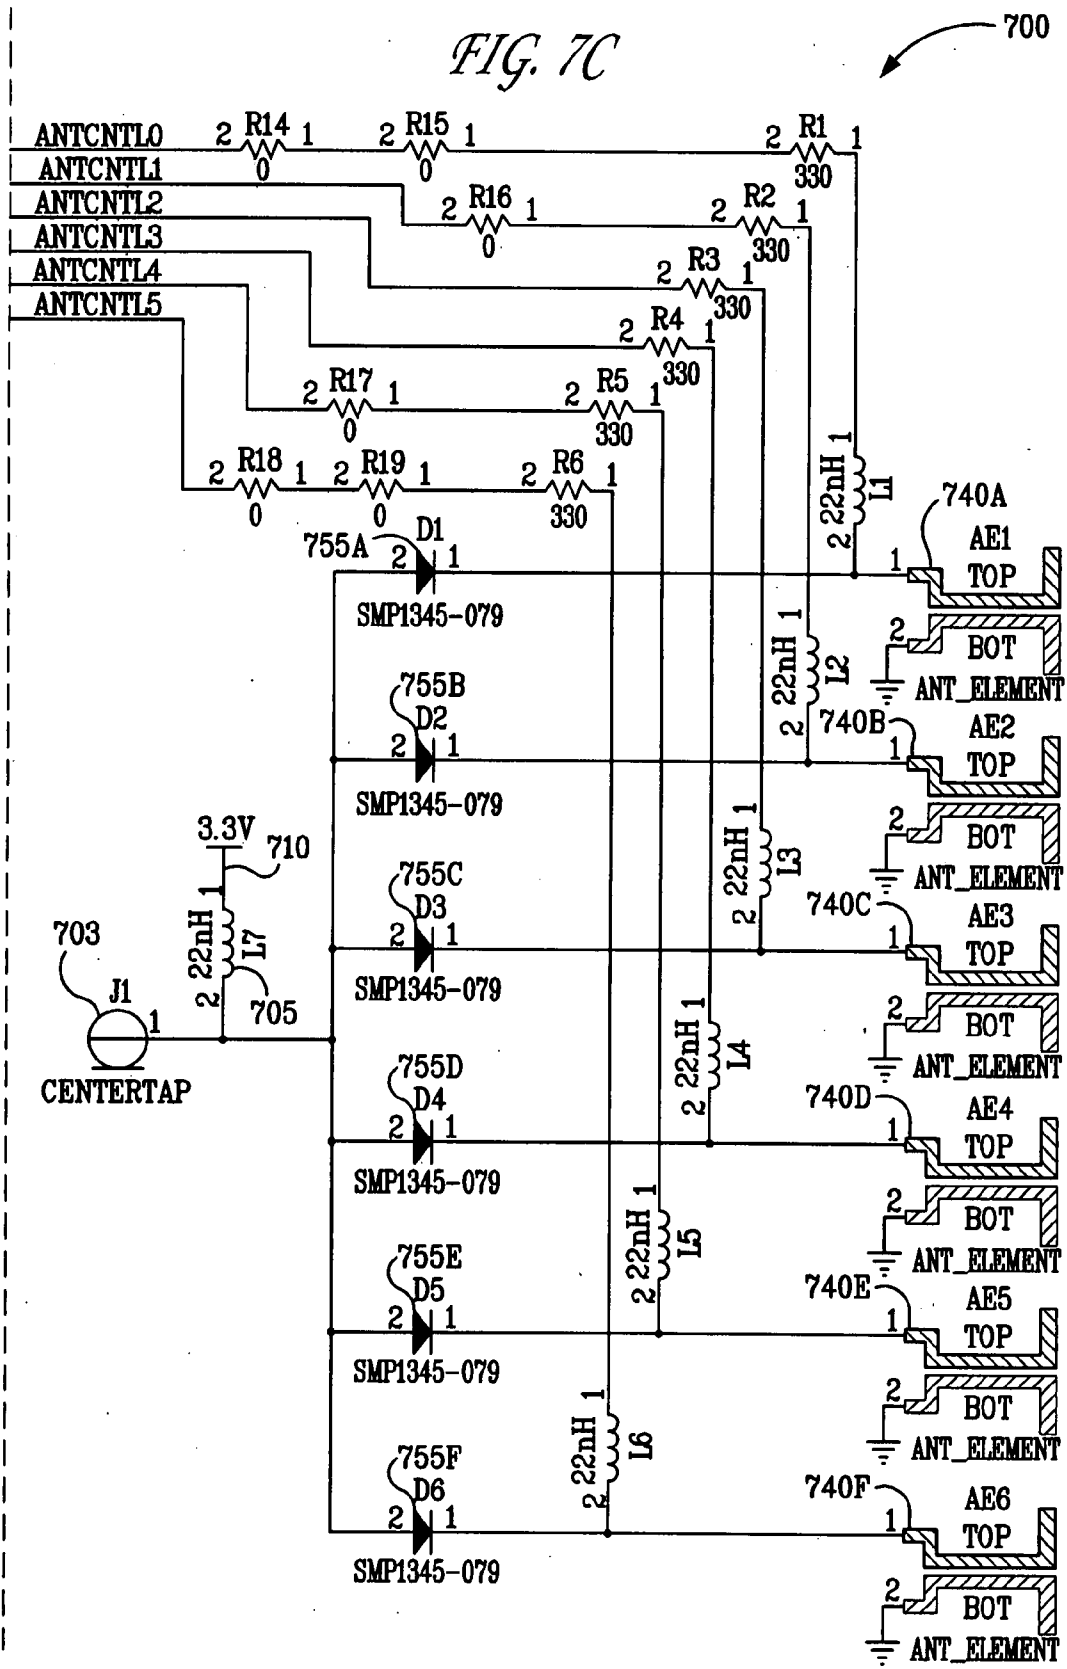 FIG. 7C
700
ANTCNTL0 2 R14 1 2 R15 1 2 R1 1
0 0 330
ANTCNTL1 2 R16 1 2 R2 1
0 330
ANTCNTL2 2 R3 1
330
ANTCNTL3 2 R4 1
330
ANTCNTL4 2 R17 1 2 R5 1
0 330
ANTCNTL5 2 R18 1 2 R19 1 2 R6 1
0 0 330
1 22nH L1 2
755A 2 D1 1
SMP1345-079
740A 1 AE1
TOP
2 BOT
ANT_ELEMENT
1 22nH L2 2
755B
2 D2 1
SMP1345-079
740B 1 AE2
TOP
2 BOT
ANT_ELEMENT
3.3V 710
1 22nH L7 2
705
703
J1 1
CENTERTAP
1 22nH L3 2
755C
2 D3 1
SMP1345-079
740C 1 AE3
TOP
2 BOT
ANT_ELEMENT
1 22nH L4 2
755D
2 D4 1
SMP1345-079
740D 1 AE4
TOP
2 BOT
ANT_ELEMENT
1 22nH L5 2
755E
2 D5 1
SMP1345-079
740E 1 AE5
TOP
2 BOT
ANT_ELEMENT
1 22nH L6 2
755F
2 D6 1
SMP1345-079
740F 1 AE6
TOP
2 BOT
ANT_ELEMENT